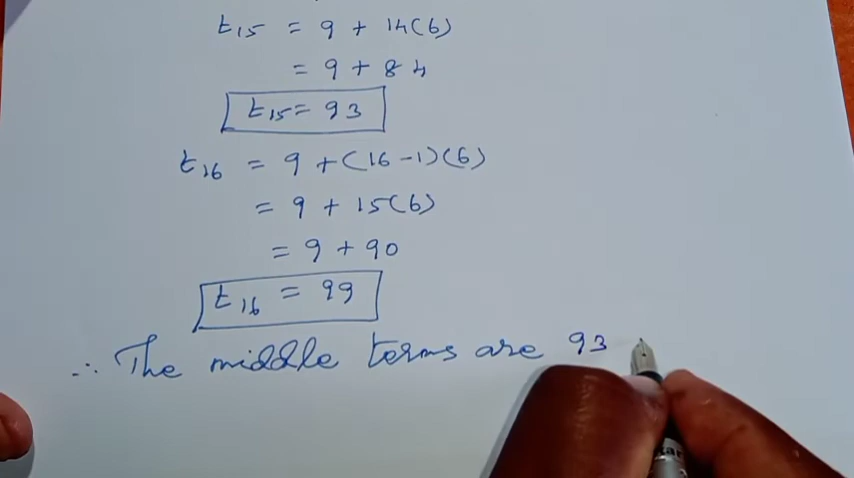 t15 = 9 + 14(6)
= 9 + 84
t15 = 93
t16 = 9 + (16 - 1)(6)
= 9 + 15(6)
= 9 + 90
t16 = 99
∴ The middle terms are 93